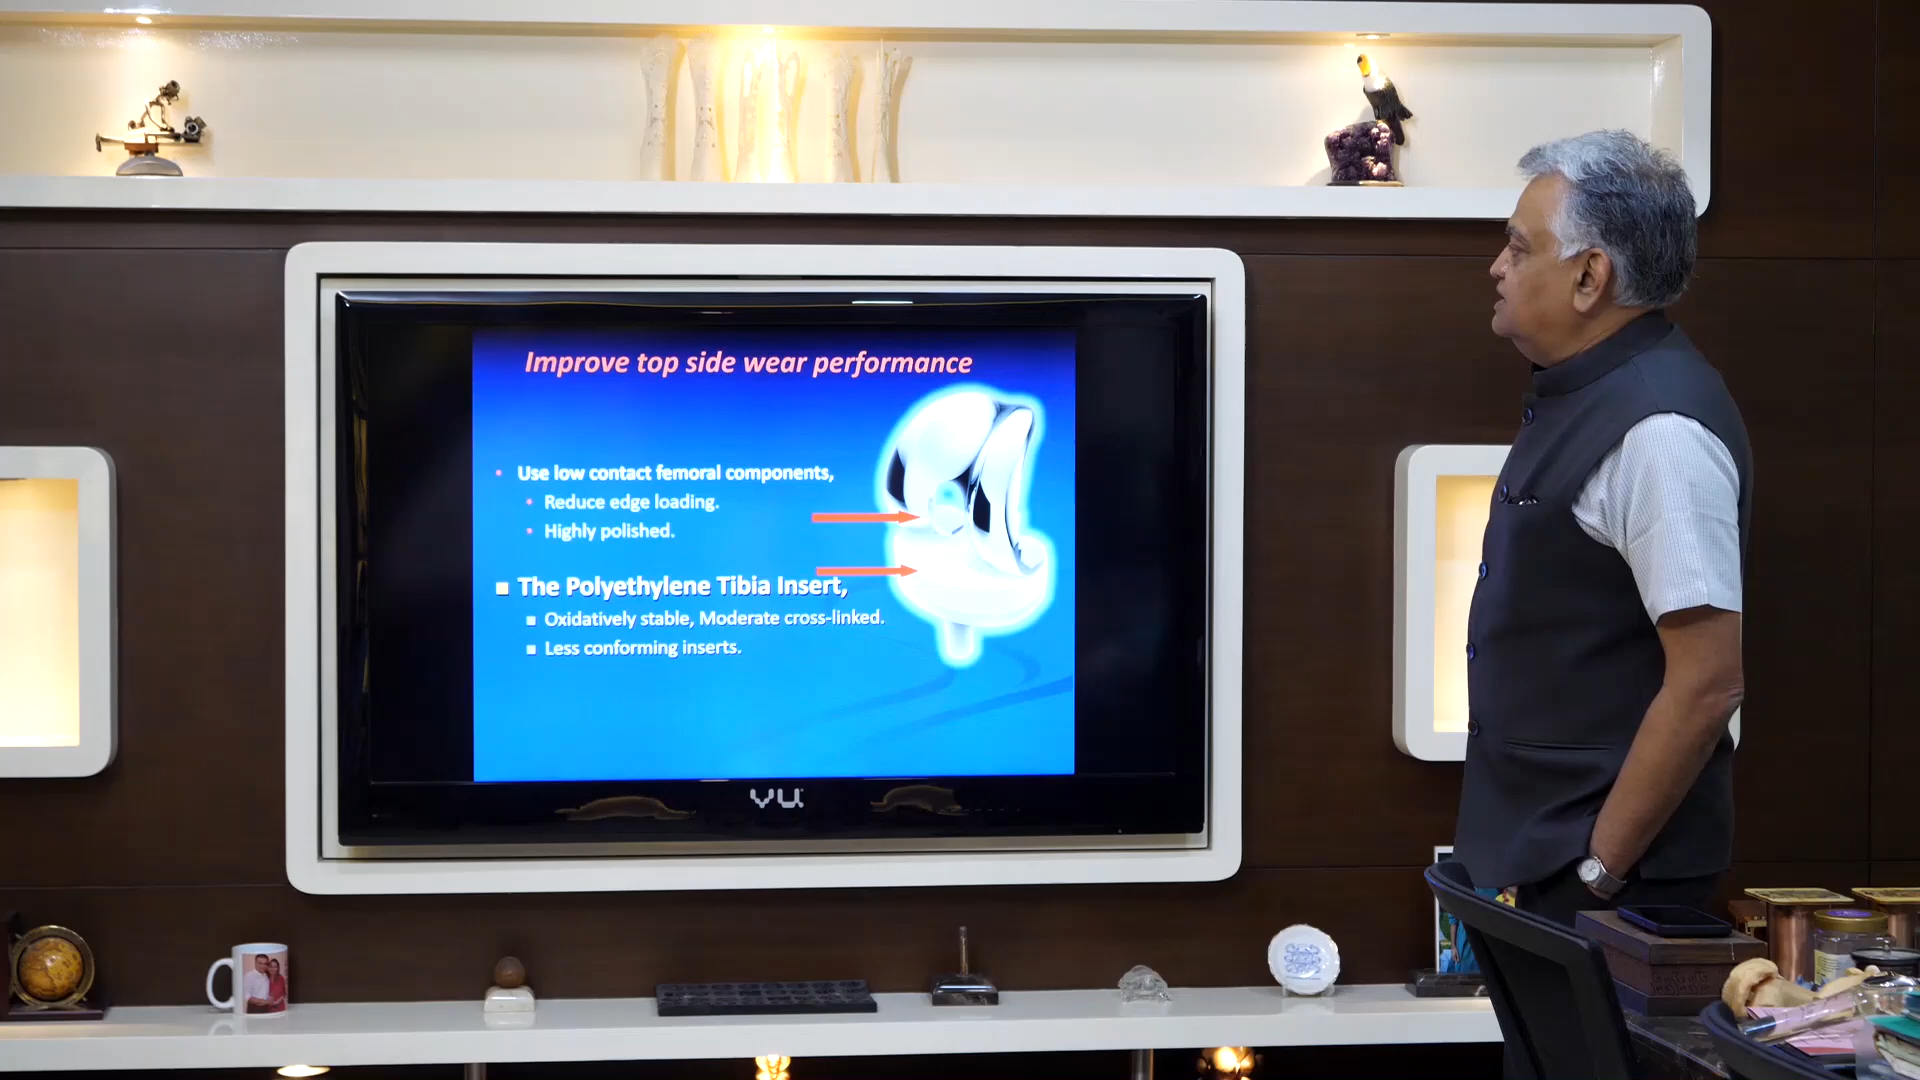 Improve top side wear performance
• Use low contact femoral components,
• Reduce edge loading.
• Highly polished.
■ The Polyethylene Tibia Insert,
■ Oxidatively stable, Moderate cross-linked.
■ Less conforming inserts.
VU